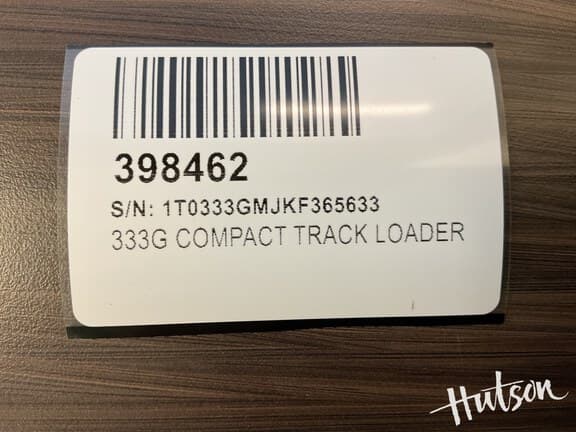 398462
S/N: 1T0333GMJKF365633
333G COMPACT TRACK LOADER
Hutson